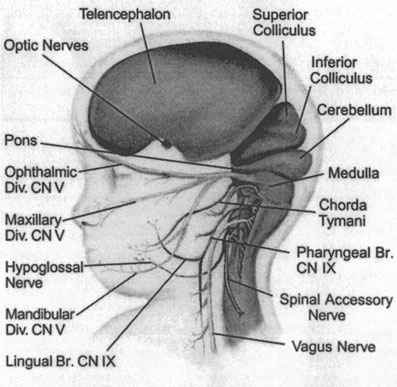 Telencephalon
Optic Nerves
Pons
Ophthalmic
Div. CN V
Maxillary
Div. CN V
Hypoglossal
Nerve
Mandibular
Div. CN V
Lingual Br. CN IX
Superior
Colliculus
Inferior
Colliculus
Cerebellum
Medulla
Chorda
Tymani
Pharyngeal Br.
CN IX
Spinal Accessory
Nerve
Vagus Nerve